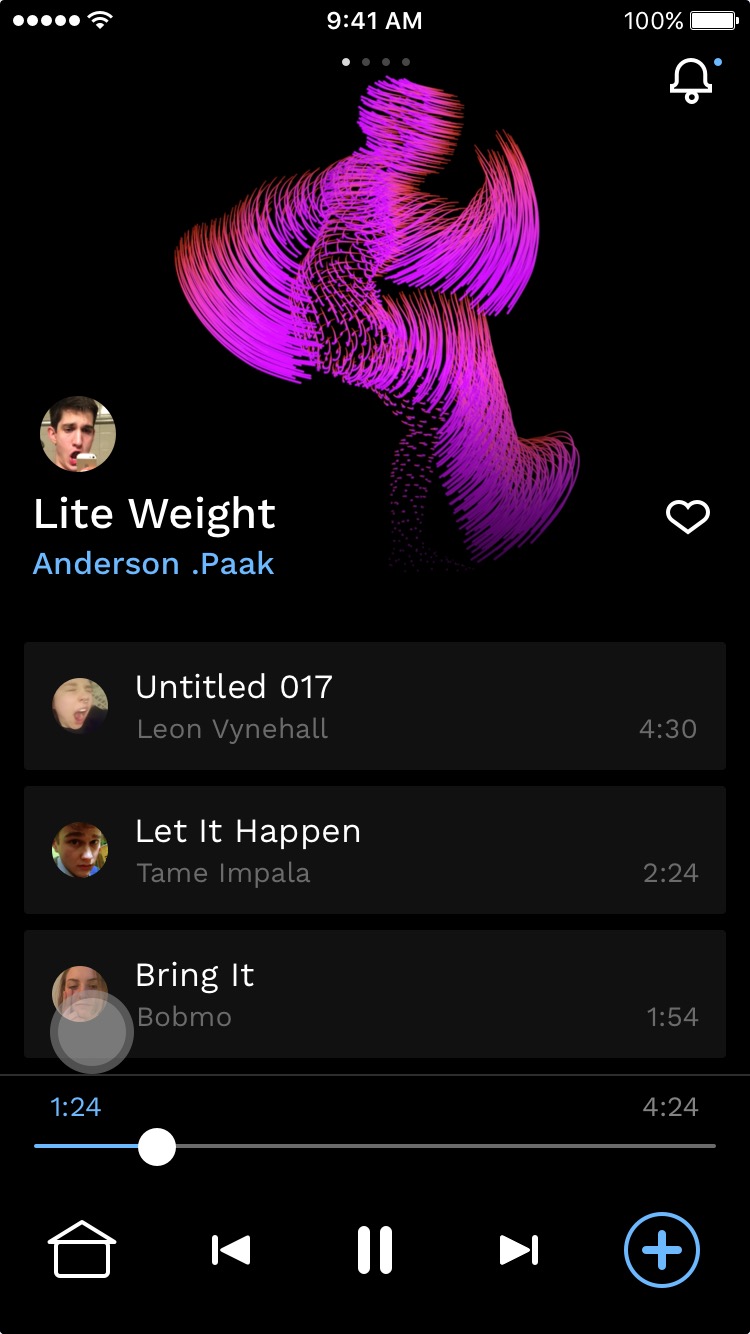 9:41 AM
100%
Lite Weight
Anderson .Paak
Untitled 017
Leon Vynehall
4:30
Let It Happen
Tame Impala
2:24
Bring It
Bobmo
1:54
1:24
4:24